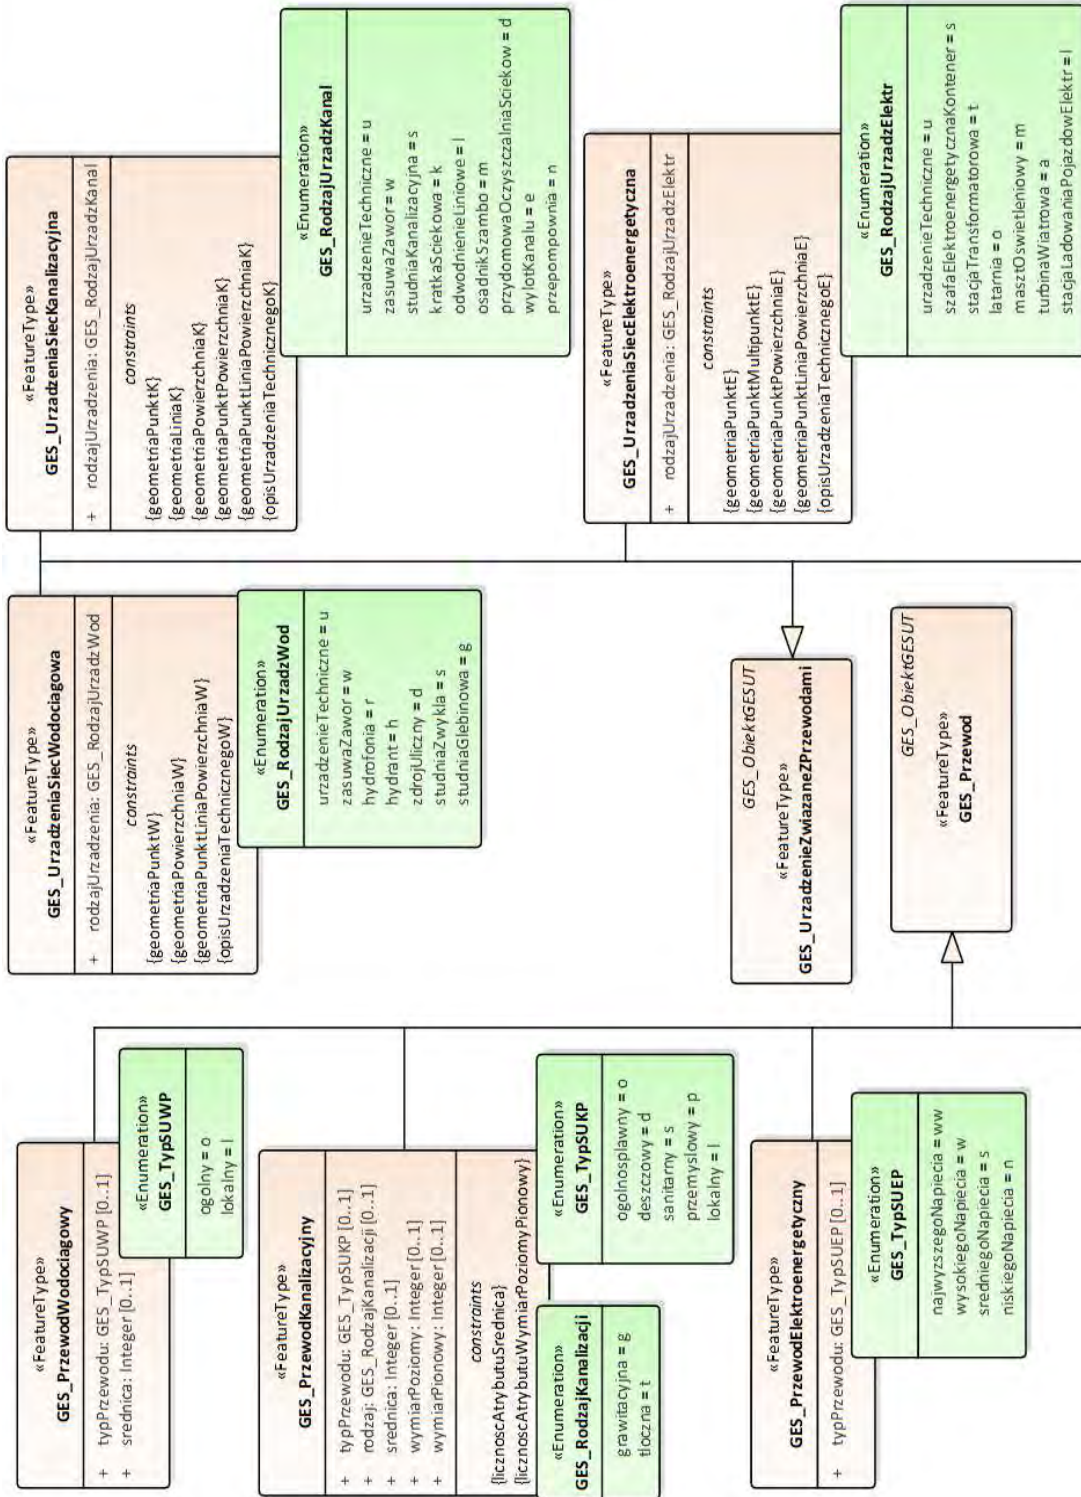 «FeatureType»
GES_PrzewodWodociagowy
+ typPrzewodu: GES_TypSUWP [0..1]
+ srednica: Integer [0..1]
«Enumeration»
GES_TypSUWP
ogolny = o
lokalny = l
«FeatureType»
GES_PrzewodKanalizacyjny
+ typPrzewodu: GES_TypSUKP [0..1]
+ rodzaj: GES_RodzajKanalizacji [0..1]
+ srednica: Integer [0..1]
+ wymiarPoziomy: Integer [0..1]
+ wymiarPionowy: Integer [0..1]
constraints
{licznoscAtrybutuSrednica}
{licznoscAtrybutuWymiarPoziomyPionowy}
«Enumeration»
GES_RodzajKanalizacji
grawitacyjna = g
tloczna = t
«Enumeration»
GES_TypSUKP
ogolnosplawny = o
deszczowy = d
sanitarny = s
przemyslowy = p
lokalny = l
«FeatureType»
GES_PrzewodElektroenergetyczny
+ typPrzewodu: GES_TypSUEP [0..1]
«Enumeration»
GES_TypSUEP
najwyzszegoNapiecia = ww
wysokiegoNapiecia = w
sredniegoNapiecia = s
niskiegoNapiecia = n
«FeatureType»
GES_UrzadzeniaSiecWodociagowa
+ rodzajUrzadzenia: GES_RodzajUrzadzWod
constraints
{geometriaPunktW}
{geometriaPowierzchniaW}
{geometriaPunktLiniaPowierzchniaW}
{opisUrzadzeniaTechnicznegoW}
«Enumeration»
GES_RodzajUrzadzWod
urzadzenieTechniczne = u
zasuwaZawor = w
hydrofornia = r
hydrant = h
zdrojUliczny = d
studniaZwykla = s
studniaGlebinowa = g
GES_ObiektGESUT
«FeatureType»
GES_UrzadzenieZwiazaneZPrzewodami
GES_ObiektGESUT
«FeatureType»
GES_Przewod
«FeatureType»
GES_UrzadzeniaSiecKanalizacyjna
+ rodzajUrzadzenia: GES_RodzajUrzadzKanal
constraints
{geometriaPunktK}
{geometriaLiniaK}
{geometriaPowierzchniaK}
{geometriaPunktPowierzchniaK}
{geometriaPunktLiniaPowierzchniaK}
{opisUrzadzeniaTechnicznegoK}
«Enumeration»
GES_RodzajUrzadzKanal
urzadzenieTechniczne = u
zasuwaZawor = w
studniaKanalizacyjna = s
kratkaSciekowa = k
odwodnienieLiniowe = l
osadnikSzambo = m
przydomowaOczyszczalniaSciekow = d
wylotKanalu = e
przepompownia = n
«FeatureType»
GES_UrzadzeniaSiecElektroenergetyczna
+ rodzajUrzadzenia: GES_RodzajUrzadzElektr
constraints
{geometriaPunktE}
{geometriaPunktMultipunktE}
{geometriaPunktPowierzchniaE}
{geometriaPunktLiniaPowierzchniaE}
{opisUrzadzeniaTechnicznegoE}
«Enumeration»
GES_RodzajUrzadzElektr
urzadzenieTechniczne = u
szafaElektroenergetycznaKontener = s
stacjaTransformatorowa = t
latarnia = o
masztOswietleniowy = m
turbinaWiatrowa = a
stacjaLadowaniaPojazdowElektr = l